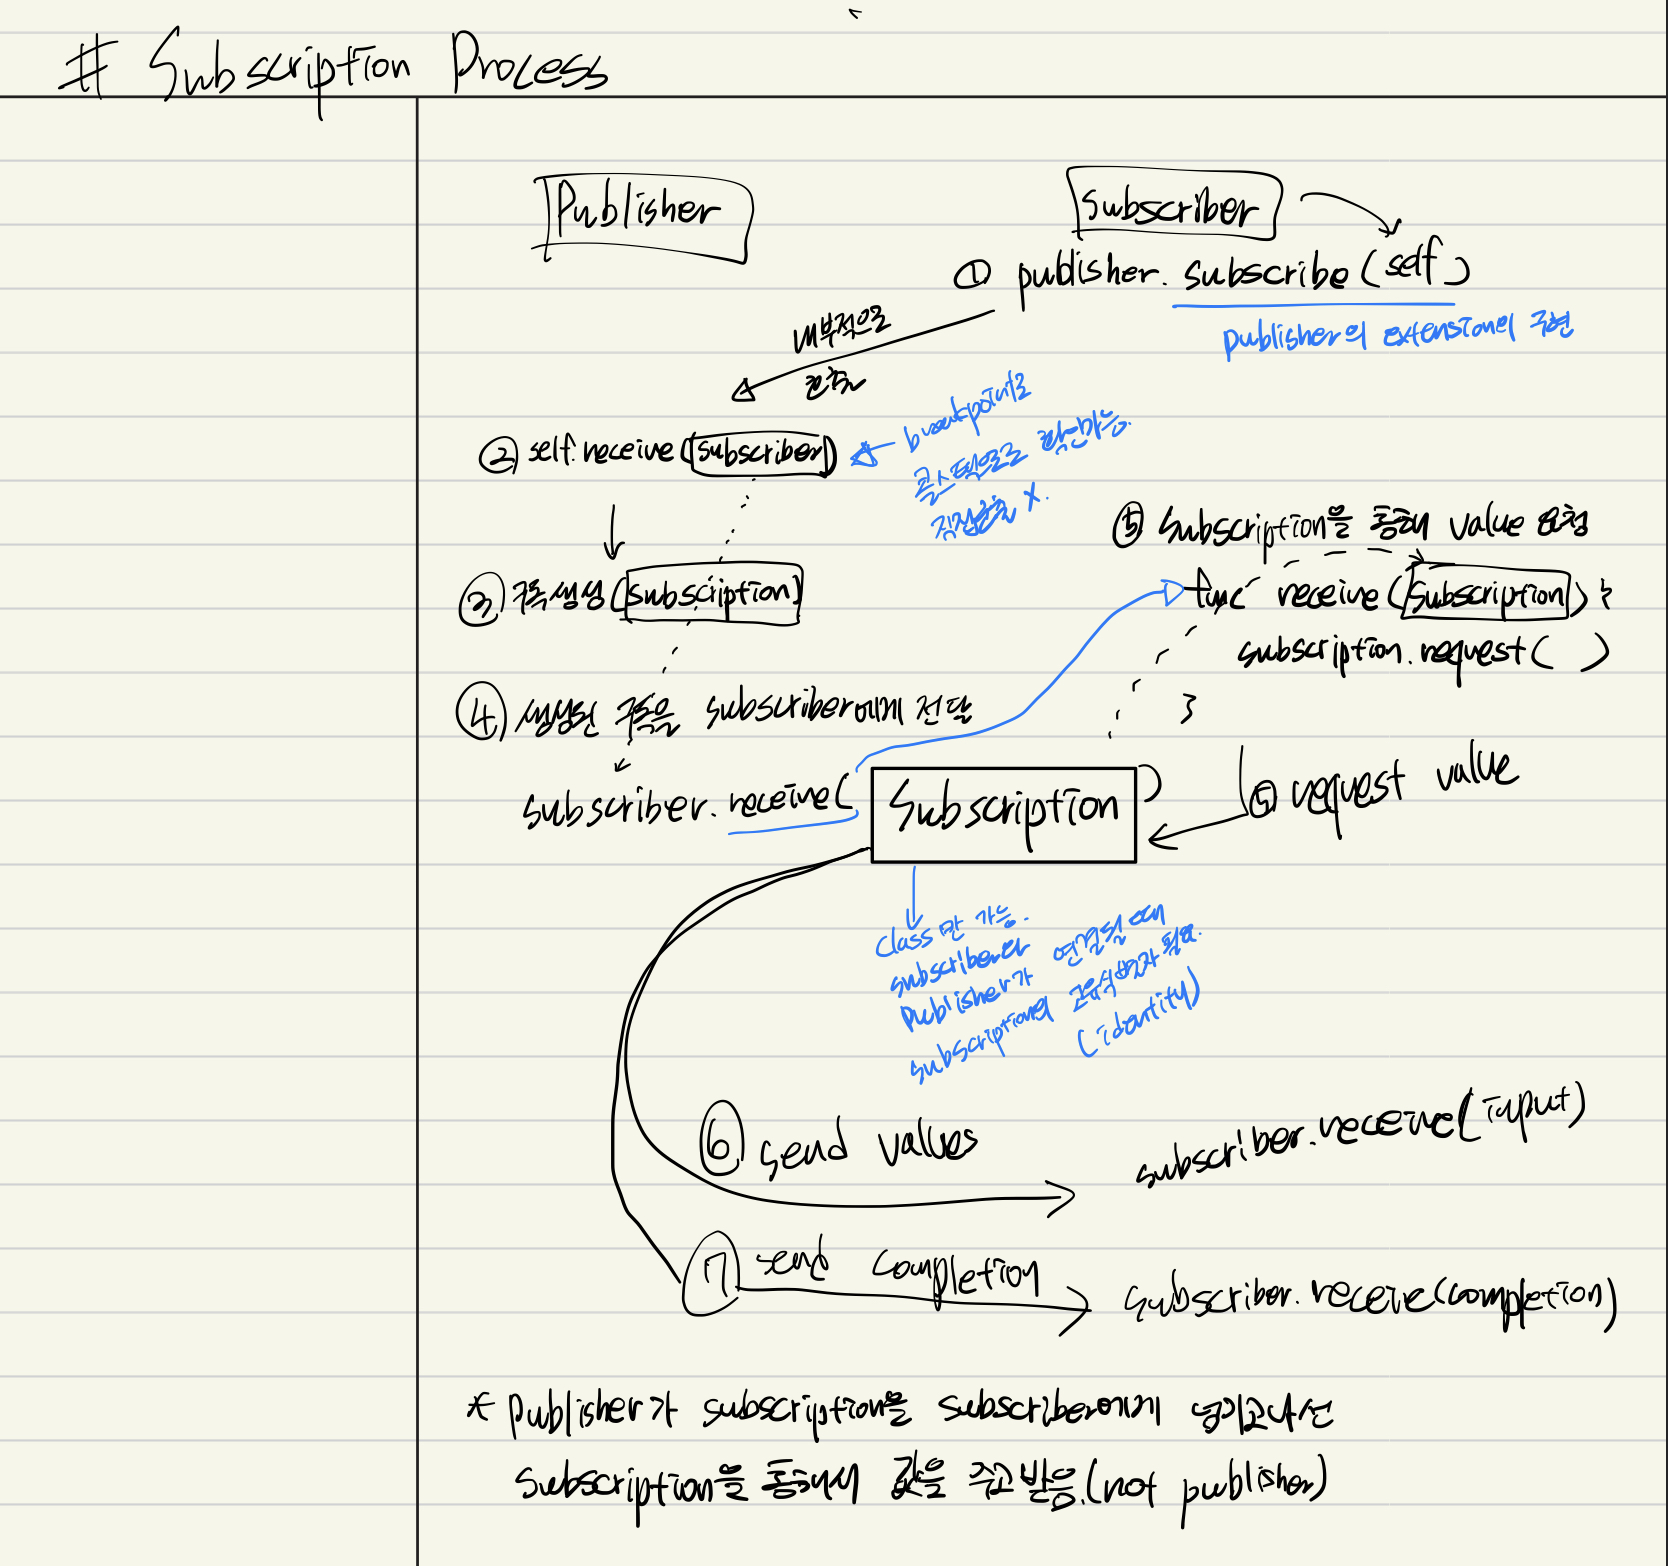 # Subscription Process
Publisher
Subscriber
① publisher. subscribe(self)
publisher의 extension의 구현
내부적으로
호출
② self.receive(subscriber)
breakpoint로
콜스택으로 확인가능.
직접호출 X.
③ 구독생성(subscription)
④ 생성된 구독을 subscriber에게 전달
subscriber.receive( Subscription )
⑤ subscription을 통해 value 요청
func receive(subscription) {
subscription.request( )
}
⑤ request value
class만 가능.
subscriber와
publisher가 연결될 때
subscription의 고유식별자 필요.
(identity)
⑥ send values
subscriber.receive(input)
⑦ send completion
subscriber.receive(completion)
* publisher가 subscription을 subscriber에게 넘기고나선
subscription을 통해서 값을 주고 받음.(not publisher)